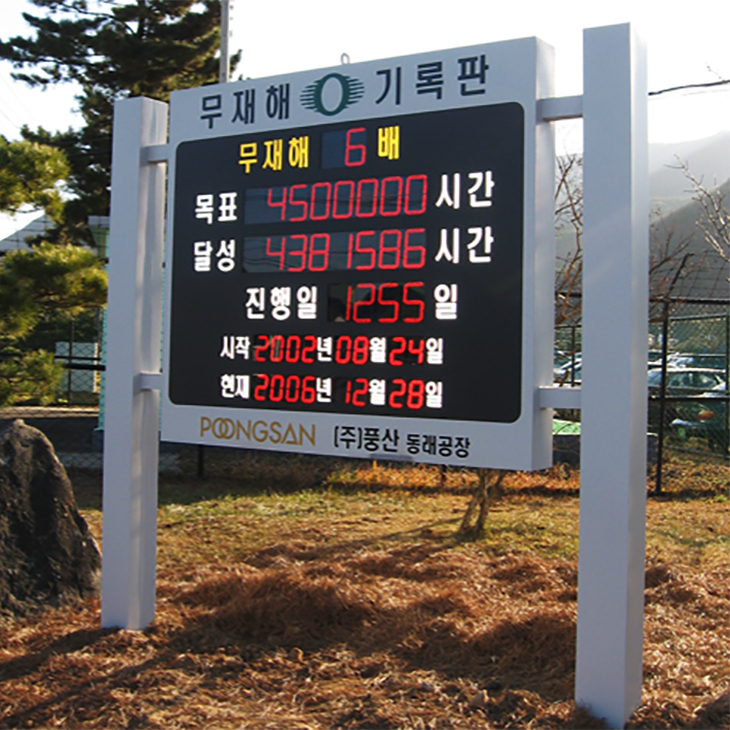 무재해 기록판
무재해 6 배
목표 4500000 시간
달성 4381586 시간
진행일 1255 일
시작 2002년 08월 24일
현재 2006년 12월 28일
POONGSAN (주)풍산 동래공장